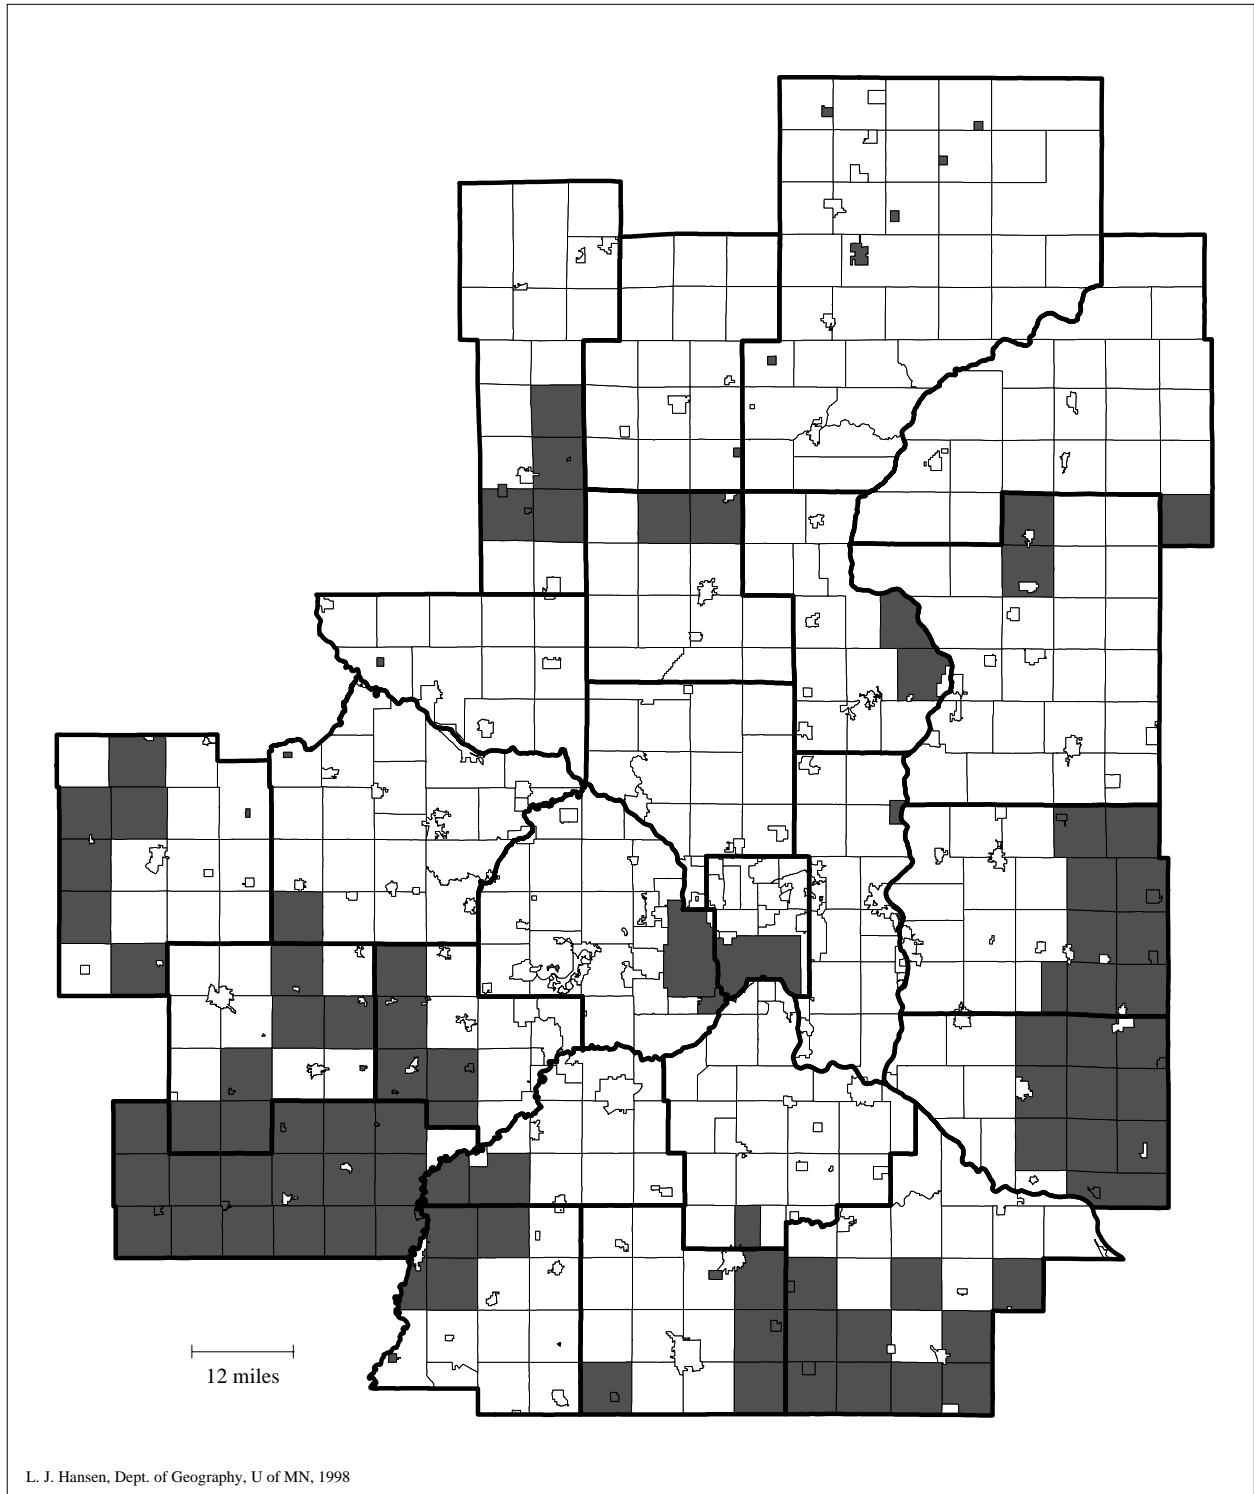 12 miles
L. J. Hansen, Dept. of Geography, U of MN, 1998